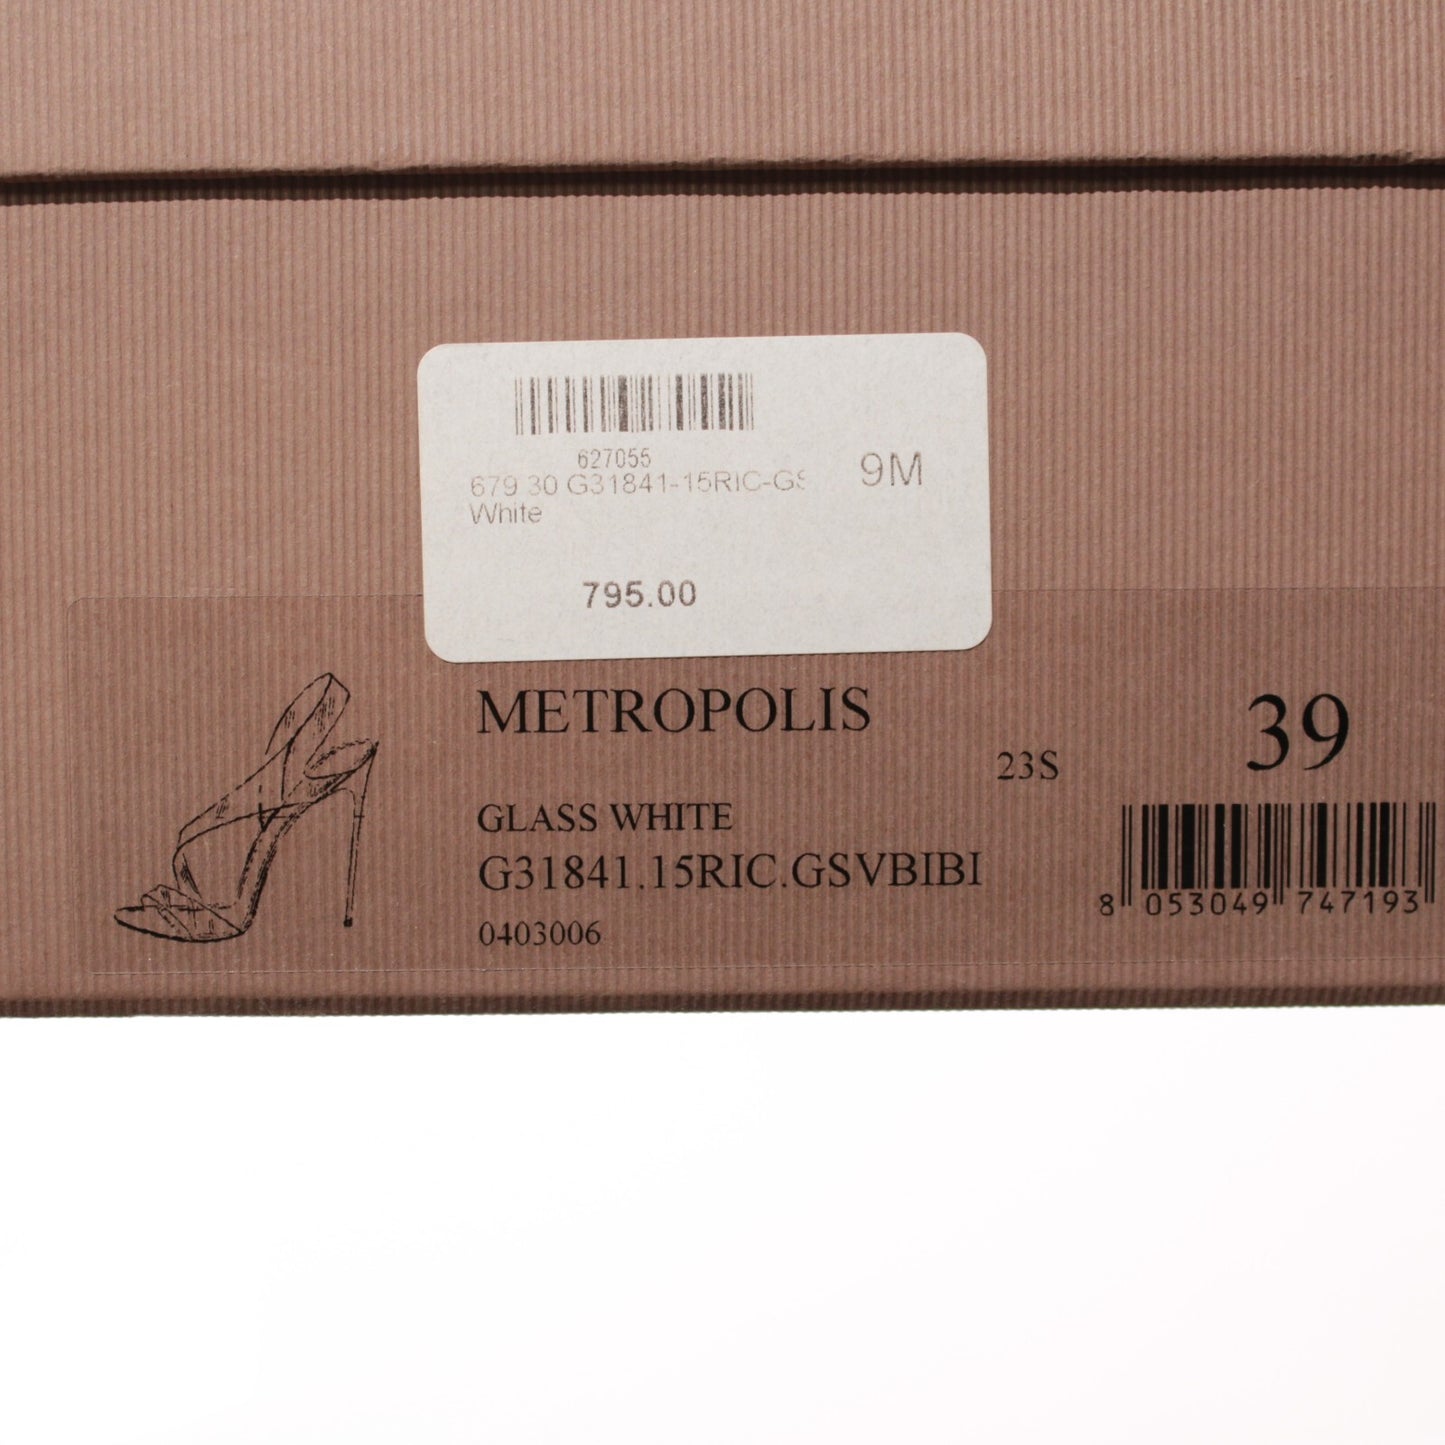 627055
679 30 G31841-15RIC-GS
9M
White
795.00
METROPOLIS
39
23S
GLASS WHITE
G31841.15RIC.GSVBIBI
0403006
8 053049 747193